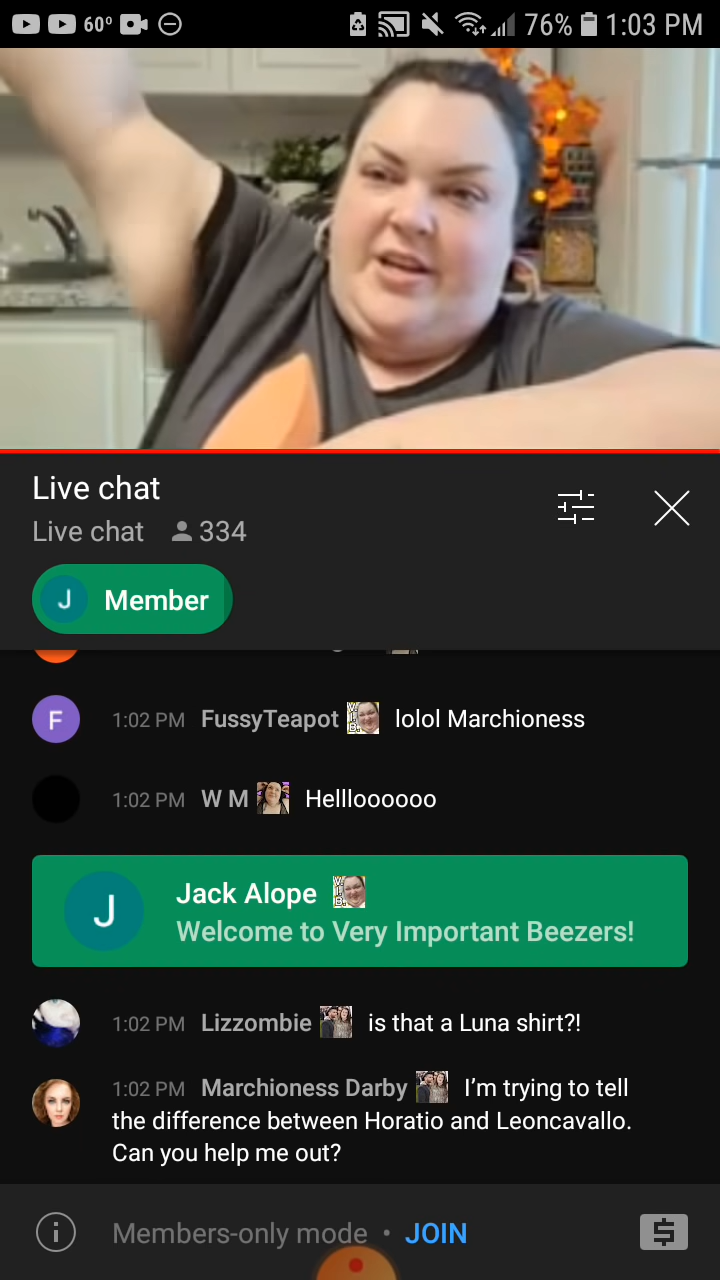 60° 76% 1:03 PM
Live chat
Live chat 334
J Member
F 1:02 PM FussyTeapot lolol Marchioness
1:02 PM W M Hellloooooo
J Jack Alope
Welcome to Very Important Beezers!
1:02 PM Lizzombie is that a Luna shirt?!
1:02 PM Marchioness Darby I’m trying to tell
the difference between Horatio and Leoncavallo.
Can you help me out?
Members-only mode • JOIN